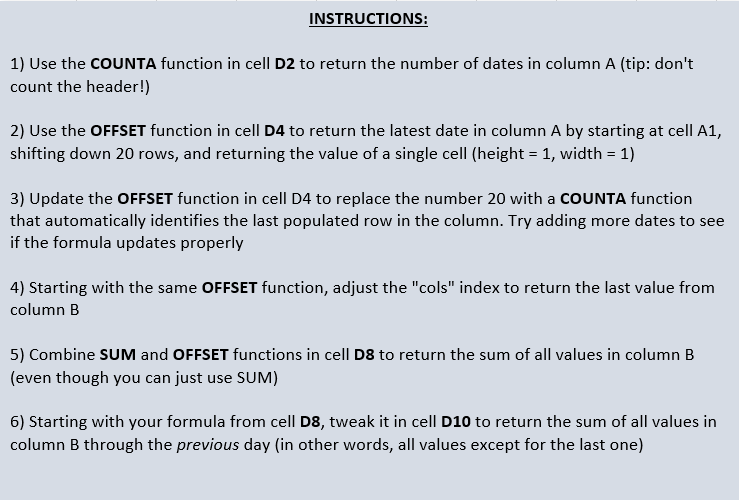 INSTRUCTIONS:
1) Use the COUNTA function in cell D2 to return the number of dates in column A (tip: don't
count the header!)
2) Use the OFFSET function in cell D4 to return the latest date in column A by starting at cell A1,
shifting down 20 rows, and returning the value of a single cell (height = 1, width = 1)
3) Update the OFFSET function in cell D4 to replace the number 20 with a COUNTA function
that automatically identifies the last populated row in the column. Try adding more dates to see
if the formula updates properly
4) Starting with the same OFFSET function, adjust the "cols" index to return the last value from
column B
5) Combine SUM and OFFSET functions in cell D8 to return the sum of all values in column B
(even though you can just use SUM)
6) Starting with your formula from cell D8, tweak it in cell D10 to return the sum of all values in
column B through the previous day (in other words, all values except for the last one)